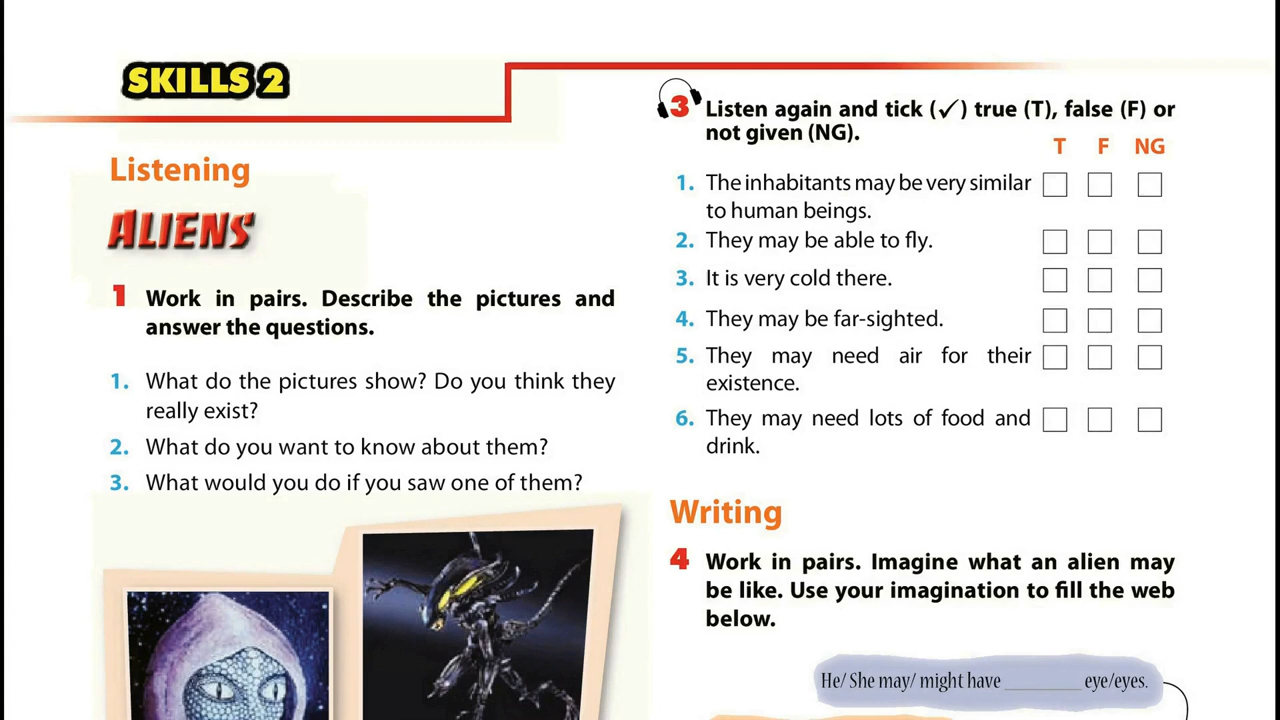 SKILLS 2
Listening
ALIENS
1 Work in pairs. Describe the pictures and
answer the questions.
1. What do the pictures show? Do you think they
really exist?
2. What do you want to know about them?
3. What would you do if you saw one of them?
3 Listen again and tick (✓) true (T), false (F) or
not given (NG).
T F NG
1. The inhabitants may be very similar
to human beings.
2. They may be able to fly.
3. It is very cold there.
4. They may be far-sighted.
5. They may need air for their
existence.
6. They may need lots of food and
drink.
Writing
4 Work in pairs. Imagine what an alien may
be like. Use your imagination to fill the web
below.
He/ She may/ might have ________ eye/eyes.